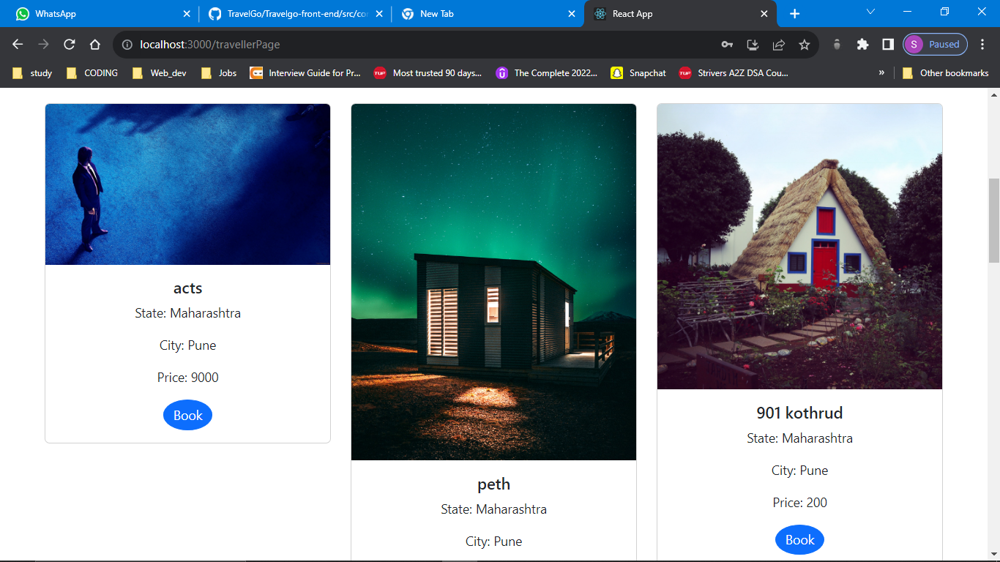 WhatsApp
TravelGo/Travelgo-front-end/src/co
New Tab
React App
localhost:3000/travellerPage
S Paused
study
CODING
Web_dev
Jobs
Interview Guide for Pr...
TUF Most trusted 90 days...
The Complete 2022...
Snapchat
TUF Strivers A2Z DSA Cou...
»
Other bookmarks
acts
State: Maharashtra
City: Pune
Price: 9000
Book
peth
State: Maharashtra
City: Pune
901 kothrud
State: Maharashtra
City: Pune
Price: 200
Book